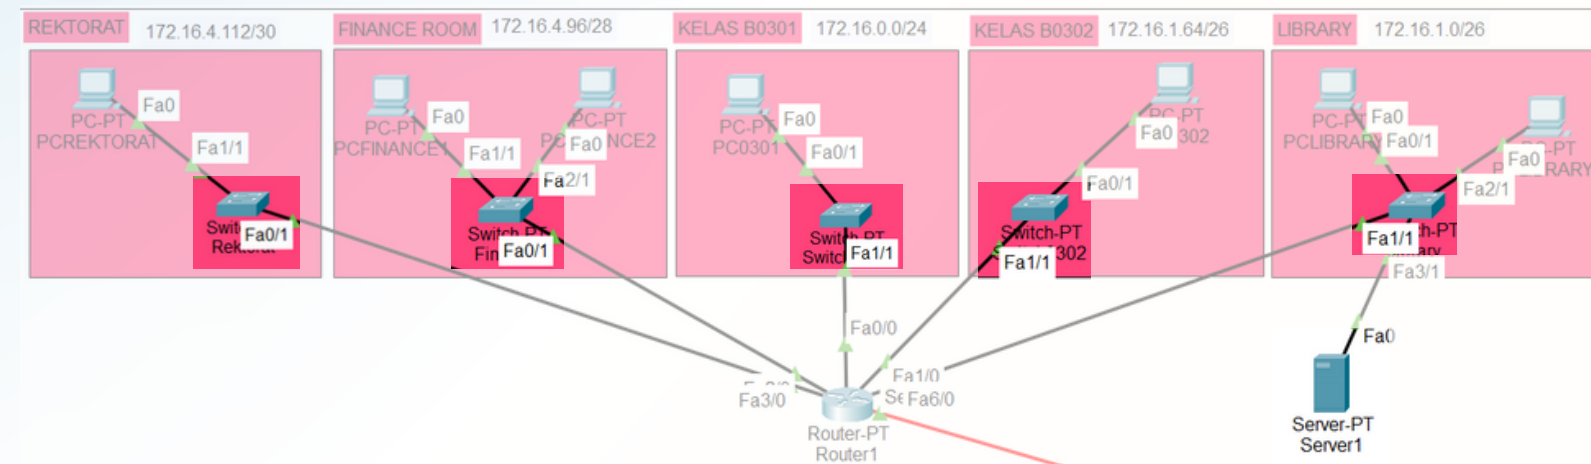 REKTORAT 172.16.4.112/30
FINANCE ROOM 172.16.4.96/28
KELAS B0301 172.16.0.0/24
KELAS B0302 172.16.1.64/26
LIBRARY 172.16.1.0/26
Fa0
PC-PT
PCREKTORAT
Fa1/1
Fa0/1
Fa0
PC-PT
PCFINANCE1
Fa1/1
PC-PT
Fa0
Fa2/1
Switch-PT
Fa0/1
Fa0
PC-PT
PC0301
Fa0/1
Switch-PT
Fa1/1
PC-PT
Fa0
Fa0/1
Switch-PT
Fa1/1
Fa0
PC-PT
PCLIBRARY
Fa0/1
Fa0
Fa2/1
Fa1/1
Fa3/1
Fa0
Server-PT
Server1
Fa0/0
Fa1/0
Fa3/0
Fa6/0
Router-PT
Router1